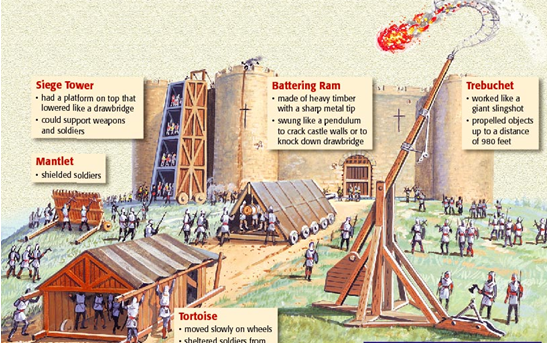 Siege Tower
• had a platform on top that
lowered like a drawbridge
• could support weapons
and soldiers
Mantlet
• shielded soldiers
Battering Ram
• made of heavy timber
with a sharp metal tip
• swung like a pendulum
to crack castle walls or to
knock down drawbridge
Trebuchet
• worked like a
giant slingshot
• propelled objects
up to a distance
of 980 feet
Tortoise
• moved slowly on wheels
• sheltered soldiers from